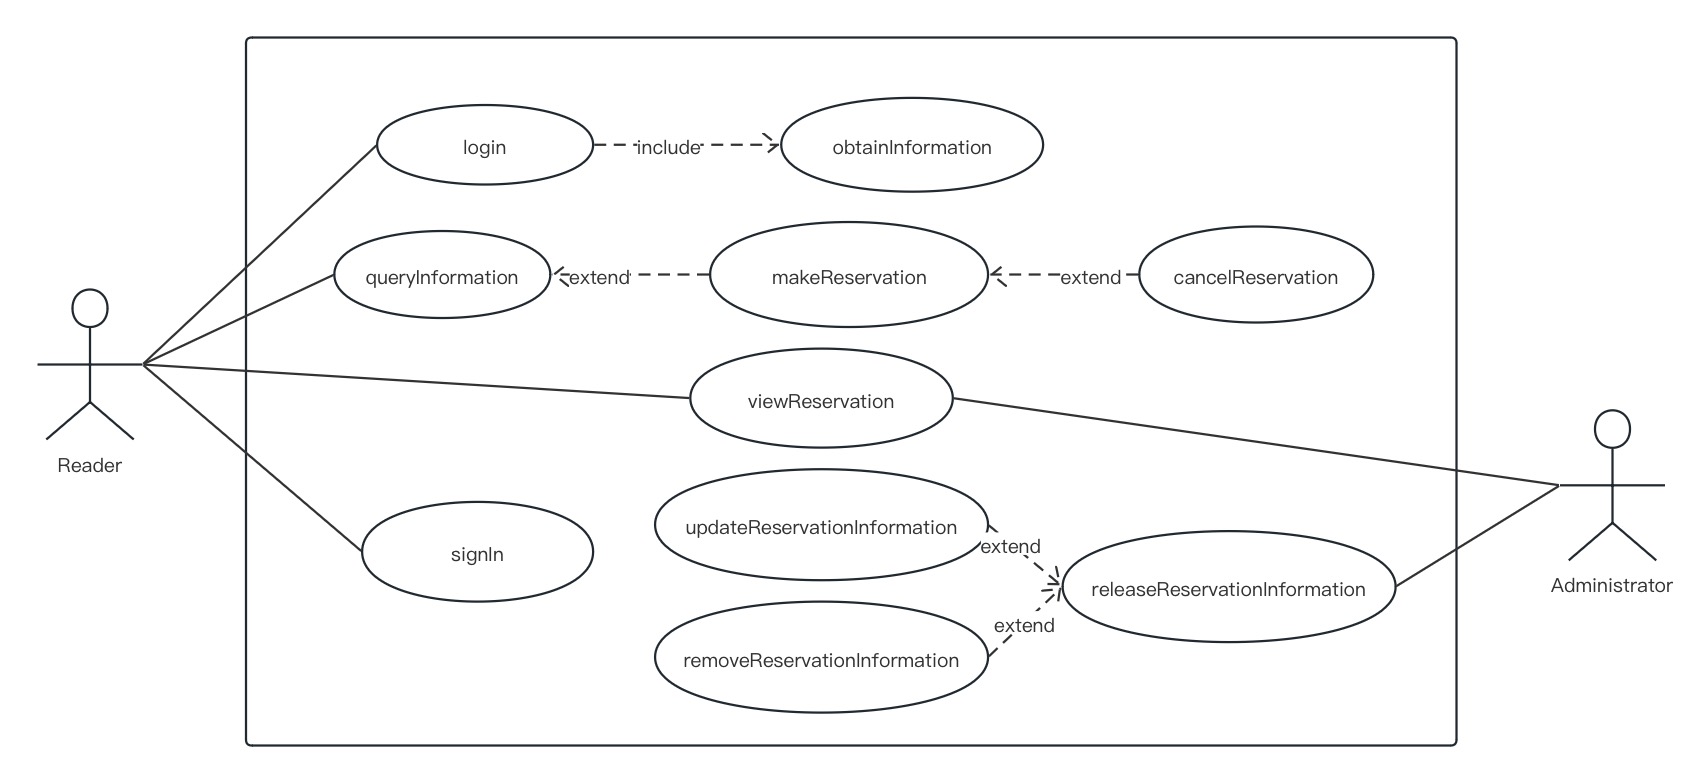 login
include
obtainInformation
queryInformation
extend
makeReservation
extend
cancelReservation
viewReservation
Reader
updateReservationInformation
extend
signIn
releaseReservationInformation
Administrator
extend
removeReservationInformation